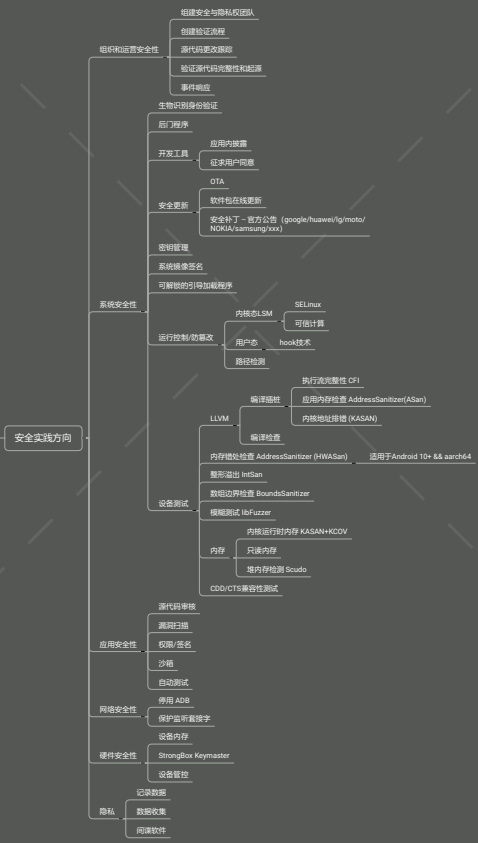 组建安全与隐私权团队
创建验证流程
组织和运营安全性
源代码更改跟踪
验证源代码完整性和起源
事件响应
生物识别身份验证
后门程序
开发工具
应用内披露
征求用户同意
安全更新
OTA
软件包在线更新
安全补丁 – 官方公告（google/huawei/lg/moto/
NOKIA/samsung/xxx）
密钥管理
系统镜像签名
可解锁的引导加载程序
系统安全性
运行控制/防篡改
内核态LSM
SELinux
可信计算
用户态
hook技术
路径检测
安全实践方向
设备测试
LLVM
编译插桩
执行流完整性 CFI
应用内存检查 AddressSanitizer(ASan)
内核地址排错 (KASAN)
编译检查
内存错处检查 AddressSanitizer (HWASan)
适用于Android 10+ && aarch64
整形溢出 IntSan
数组边界检查 BoundsSanitizer
模糊测试 libFuzzer
内存
内核运行时内存 KASAN+KCOV
只读内存
堆内存检测 Scudo
CDD/CTS兼容性测试
应用安全性
源代码审核
漏洞扫描
权限/签名
沙箱
自动测试
网络安全性
停用 ADB
保护监听套接字
硬件安全性
设备内存
StrongBox Keymaster
设备管控
隐私
记录数据
数据收集
间谍软件